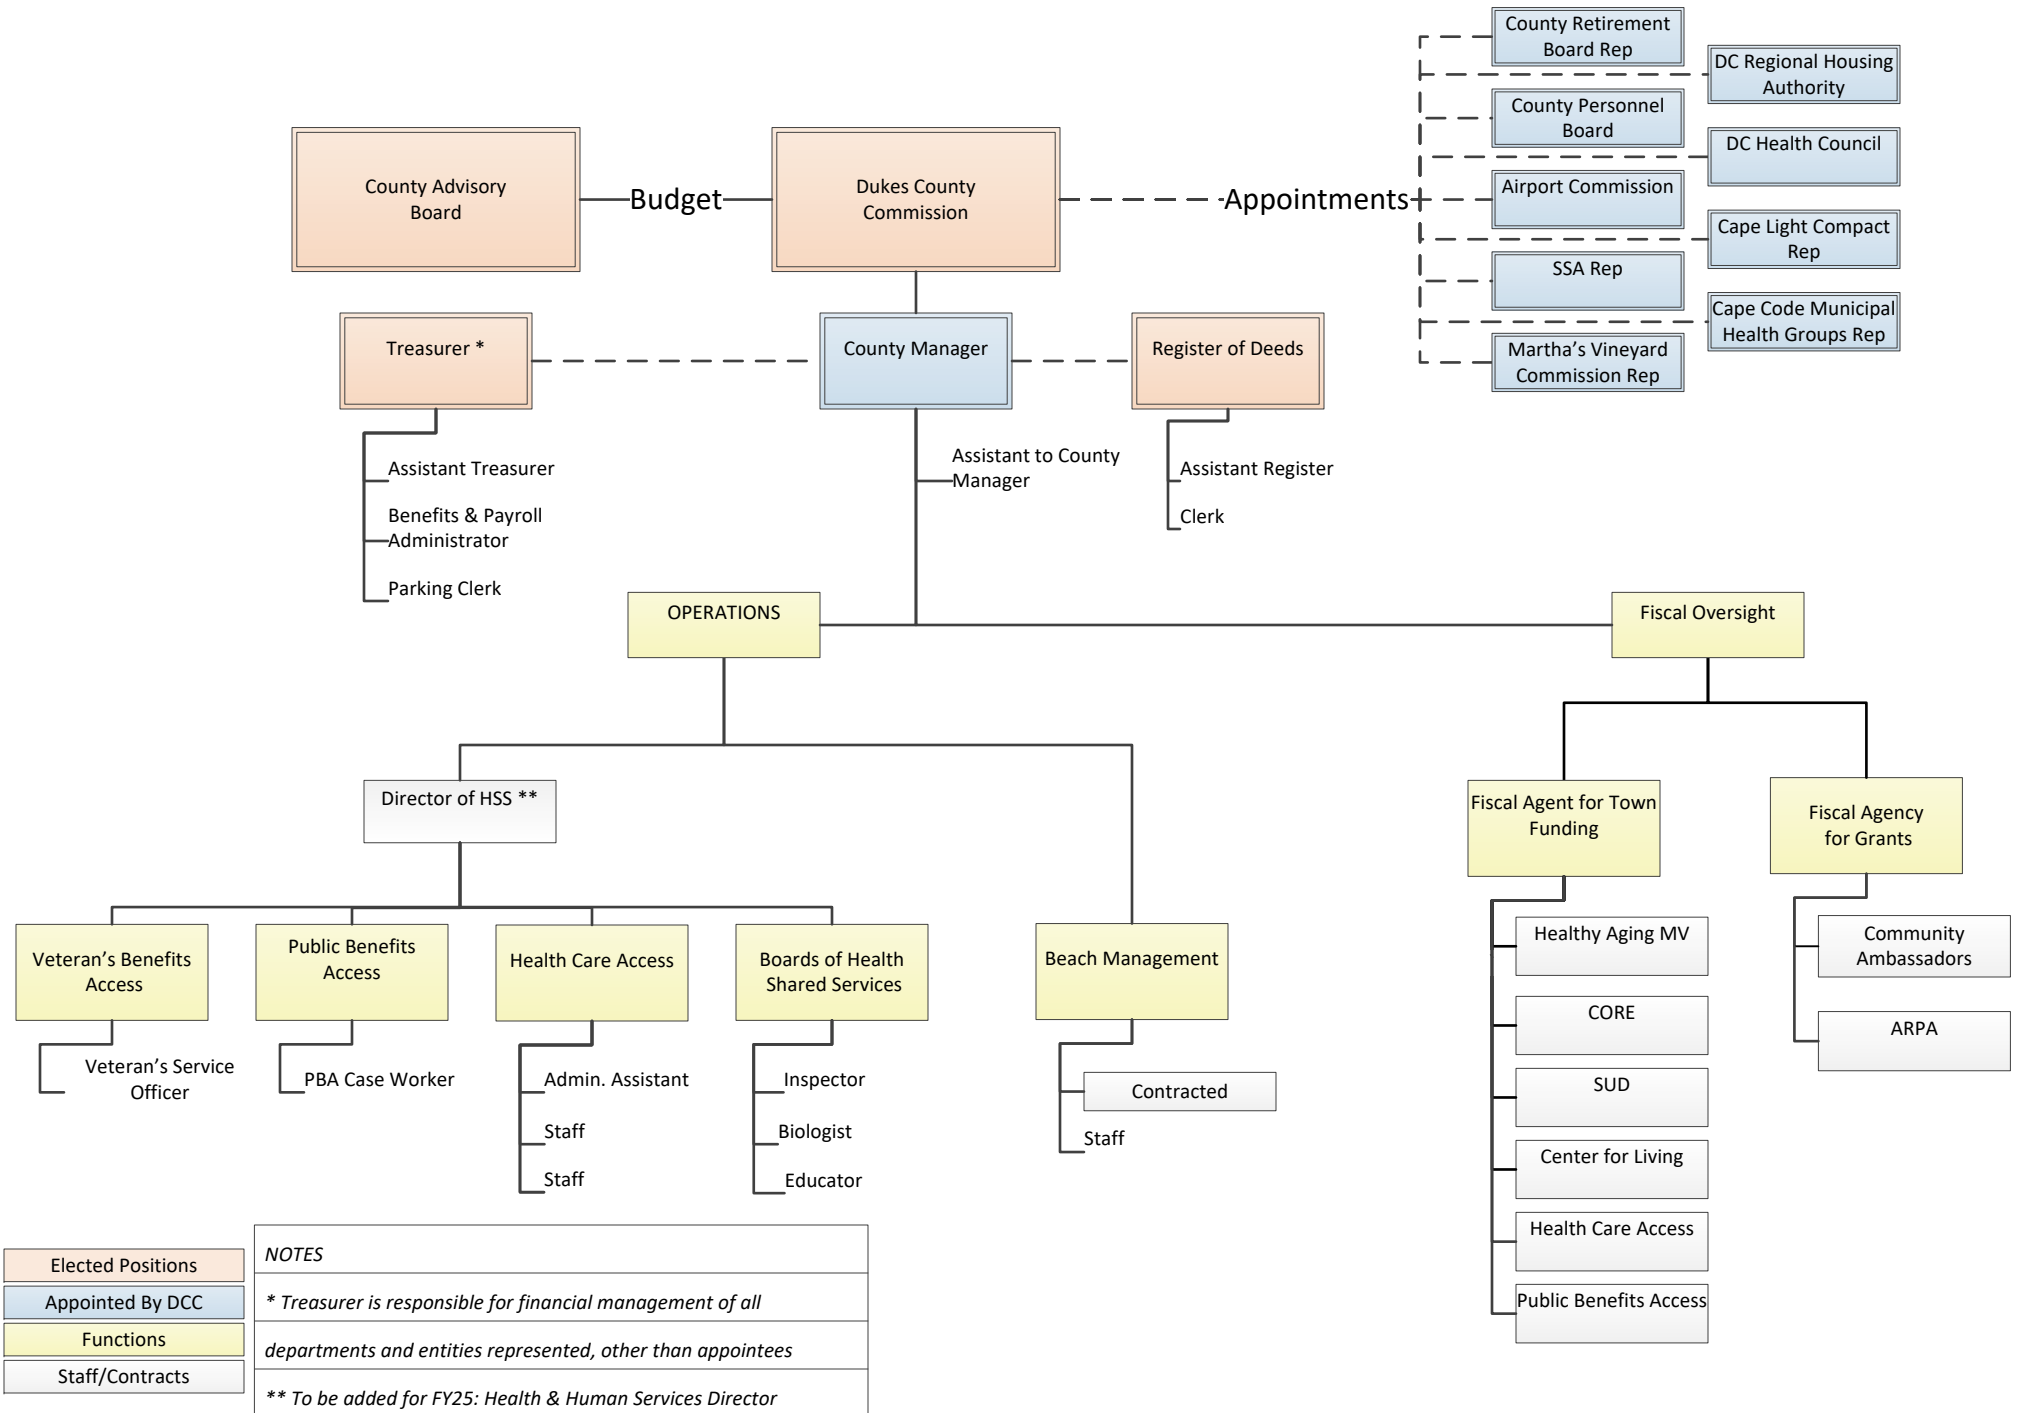 County Retirement
Board Rep
DC Regional Housing
Authority
County Personnel
Board
DC Health Council
County Advisory
Board
Budget
Dukes County
Commission
Appointments
Airport Commission
Cape Light Compact
Rep
SSA Rep
Cape Code Municipal
Health Groups Rep
Martha's Vineyard
Commission Rep
Treasurer *
County Manager
Register of Deeds
Assistant Treasurer
Benefits & Payroll
Administrator
Parking Clerk
Assistant to County
Manager
Assistant Register
Clerk
OPERATIONS
Fiscal Oversight
Director of HSS **
Fiscal Agent for Town
Funding
Fiscal Agency
for Grants
Veteran's Benefits
Access
Public Benefits
Access
Health Care Access
Boards of Health
Shared Services
Beach Management
Veteran's Service
Officer
PBA Case Worker
Admin. Assistant
Staff
Staff
Inspector
Biologist
Educator
Contracted
Staff
Healthy Aging MV
CORE
SUD
Center for Living
Health Care Access
Public Benefits Access
Community
Ambassadors
ARPA
Elected Positions
Appointed By DCC
Functions
Staff/Contracts
NOTES
* Treasurer is responsible for financial management of all
departments and entities represented, other than appointees
** To be added for FY25: Health & Human Services Director